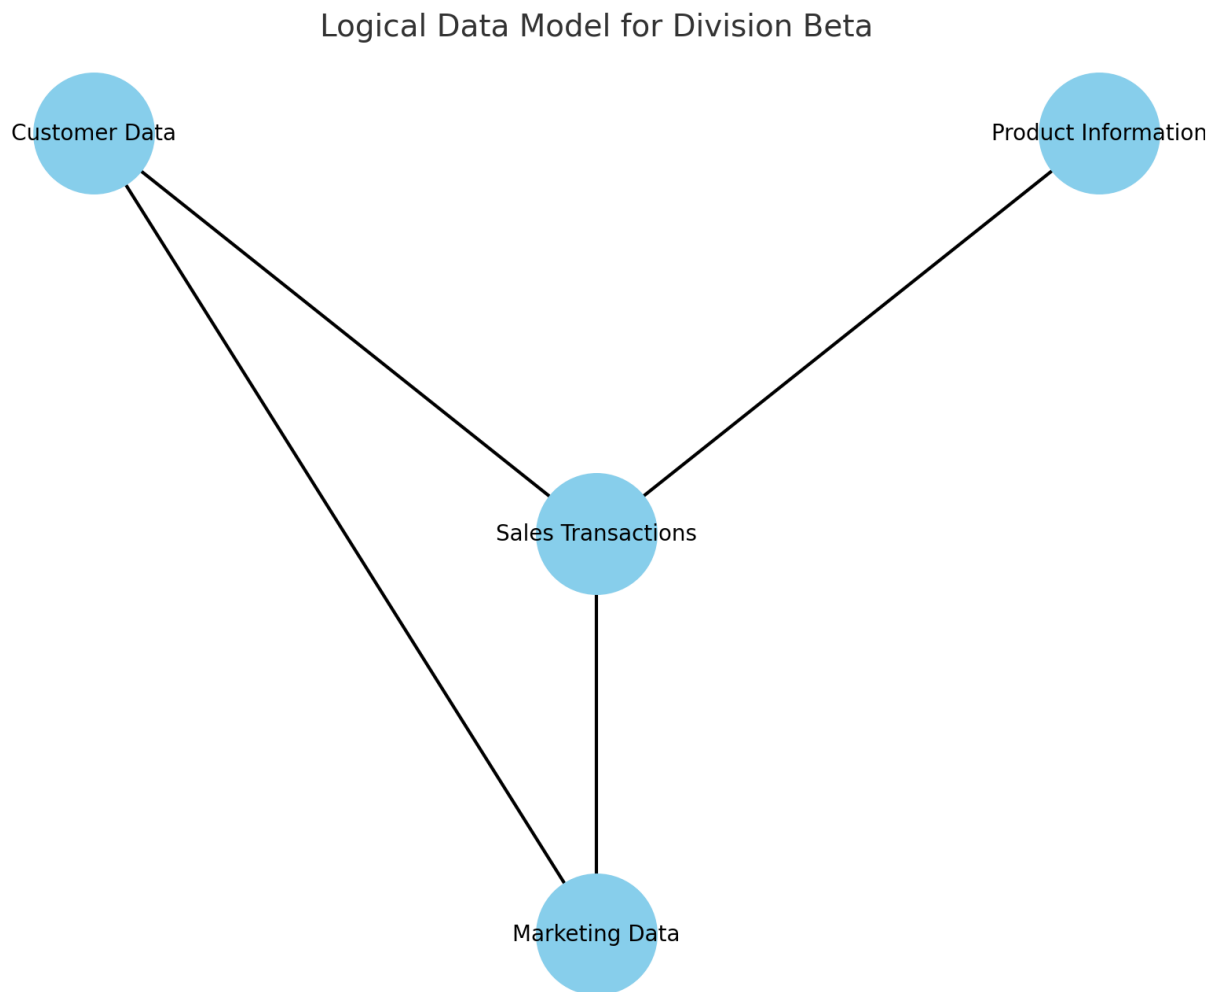 Logical Data Model for Division Beta
Customer Data
Product Information
Sales Transactions
Marketing Data